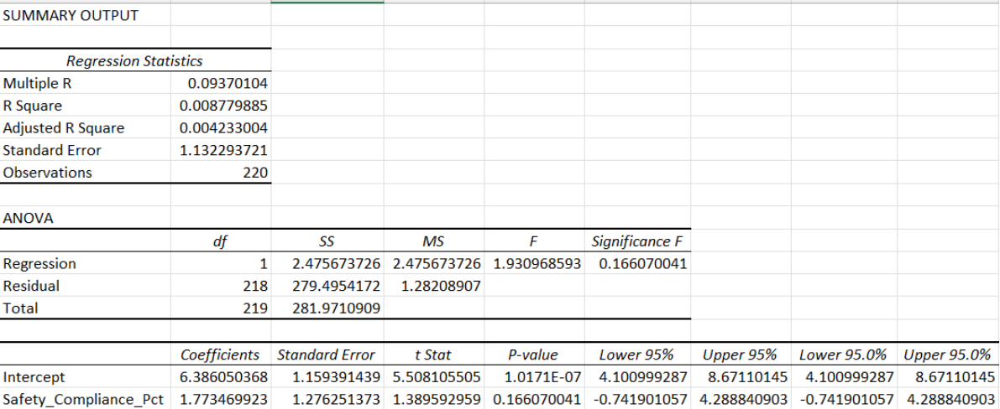 SUMMARY OUTPUT
Regression Statistics
Multiple R 0.09370104
R Square 0.008779885
Adjusted R Square 0.004233004
Standard Error 1.132293721
Observations 220
ANOVA
df SS MS F Significance F
Regression 1 2.475673726 2.475673726 1.930968593 0.166070041
Residual 218 279.4954172 1.28208907
Total 219 281.9710909
Coefficients Standard Error t Stat P-value Lower 95% Upper 95% Lower 95.0% Upper 95.0%
Intercept 6.386050368 1.159391439 5.508105505 1.0171E-07 4.100999287 8.67110145 4.100999287 8.67110145
Safety_Compliance_Pct 1.773469923 1.276251373 1.389592959 0.166070041 -0.741901057 4.288840903 -0.741901057 4.288840903